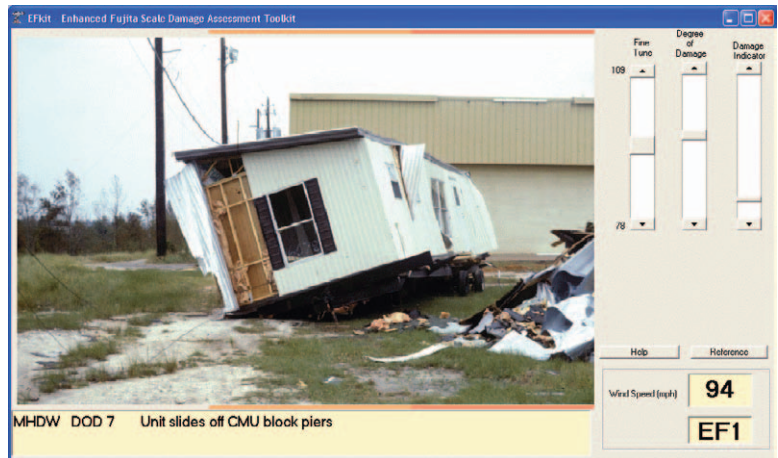 EFkit Enhanced Fujita Scale Damage Assessment Toolkit
Fine
Tune
Degree
of
Damage
Damage
Indicator
109
78
Help
Reference
Wind Speed (mph)
94
EF1
MHDW DOD 7 Unit slides off CMU block piers